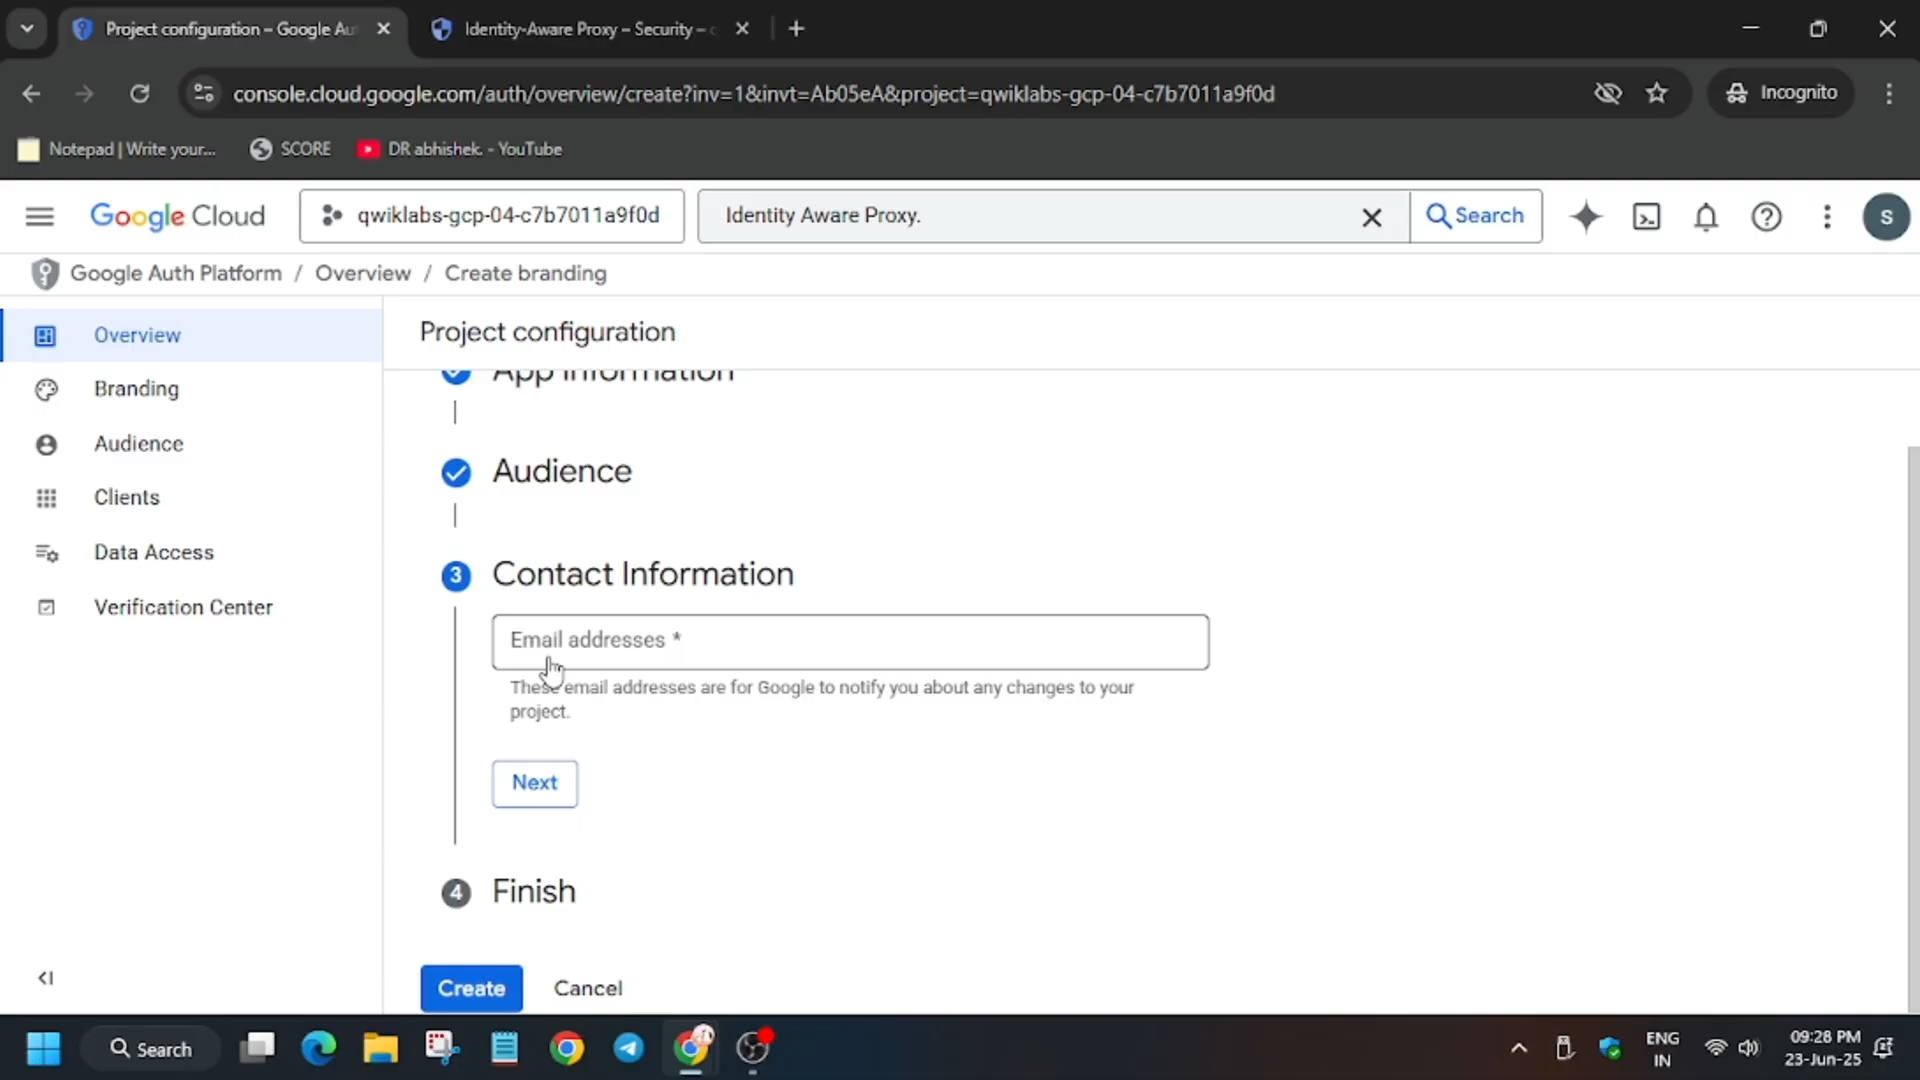 Project configuration – Google Au
Identity-Aware Proxy – Security – c
console.cloud.google.com/auth/overview/create?inv=1&invt=Ab05eA&project=qwiklabs-gcp-04-c7b7011a9f0d
Incognito
Notepad | Write your...
SCORE
DR abhishek. - YouTube
Google Cloud
qwiklabs-gcp-04-c7b7011a9f0d
Identity Aware Proxy.
Search
S
Google Auth Platform / Overview / Create branding
Overview
Branding
Audience
Clients
Data Access
Verification Center
Project configuration
App Information
Audience
3 Contact Information
Email addresses *
These email addresses are for Google to notify you about any changes to your
project.
Next
4 Finish
Create
Cancel
Search
ENG
IN
09:28 PM
23-Jun-25